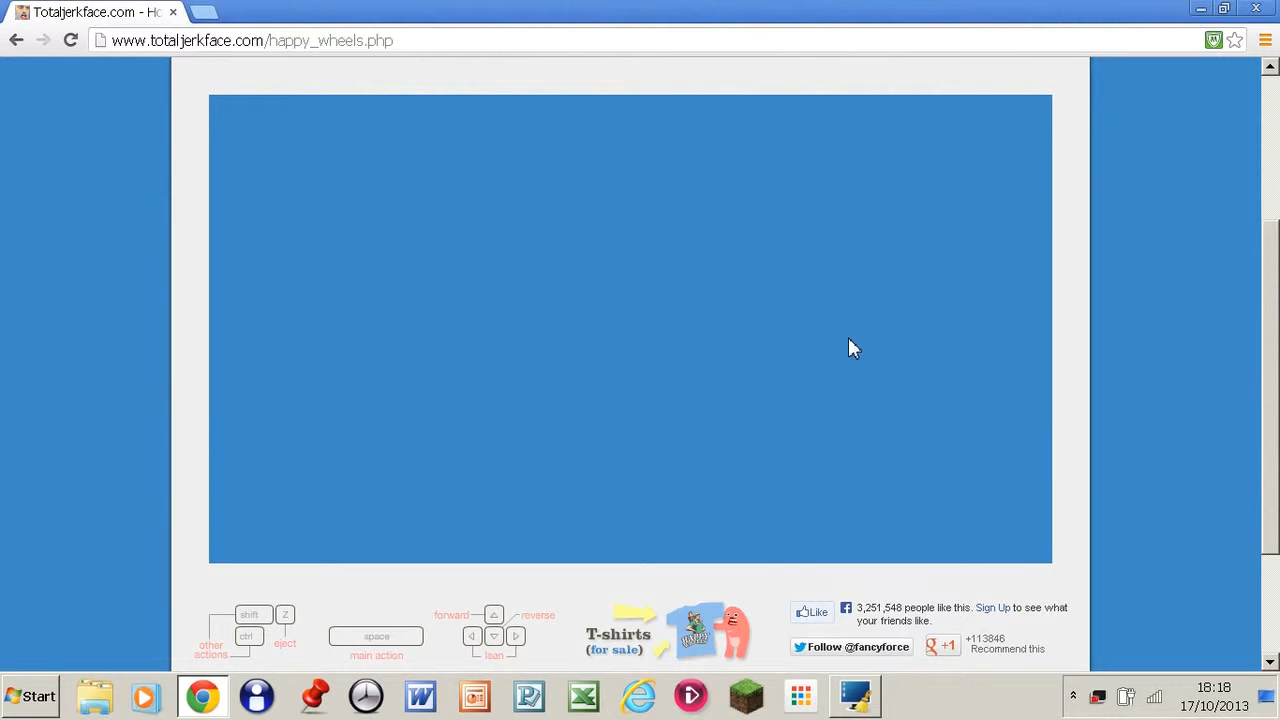 Totaljerkface.com - Ho
www.totaljerkface.com/happy_wheels.php
shift
Z
ctrl
other
actions
eject
space
main action
forward
reverse
lean
T-shirts
(for sale)
HAPPY WHEELS
Like
3,251,548 people like this. Sign Up to see what
your friends like.
Follow @fancyforce
+1
+113846
Recommend this
Start
18:18
17/10/2013